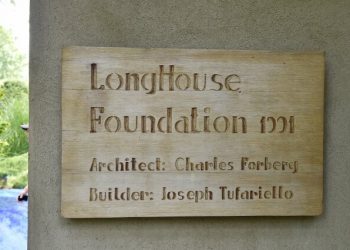 LongHouse
Foundation 1991
Architect: Charles Forberg
Builder: Joseph Tufariello